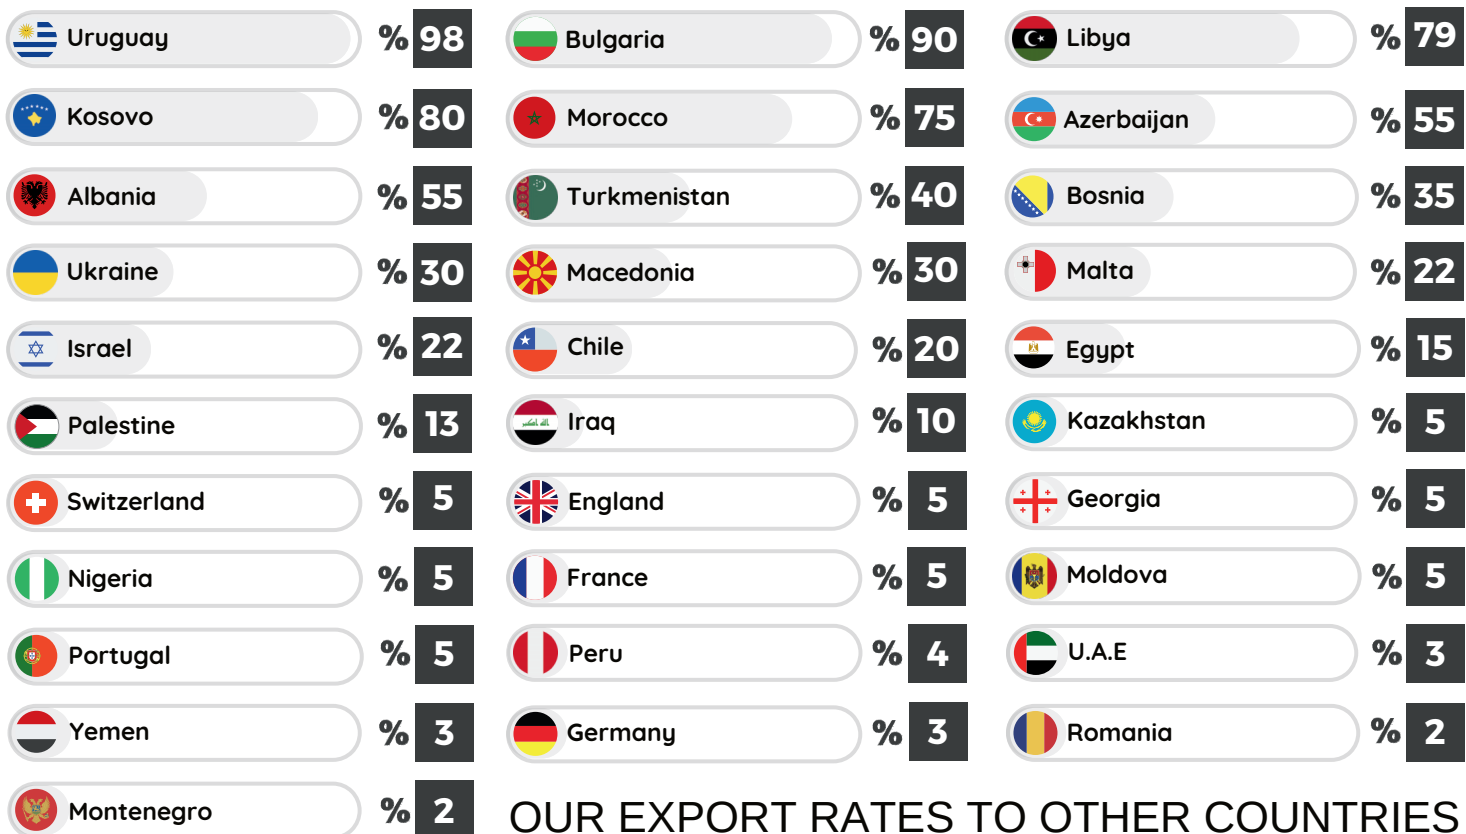 Uruguay % 98 Bulgaria % 90 Libya % 79
Kosovo % 80 Morocco % 75 Azerbaijan % 55
Albania % 55 Turkmenistan % 40 Bosnia % 35
Ukraine % 30 Macedonia % 30 Malta % 22
Israel % 22 Chile % 20 Egypt % 15
Palestine % 13 Iraq % 10 Kazakhstan % 5
Switzerland % 5 England % 5 Georgia % 5
Nigeria % 5 France % 5 Moldova % 5
Portugal % 5 Peru % 4 U.A.E % 3
Yemen % 3 Germany % 3 Romania % 2
Montenegro % 2 OUR EXPORT RATES TO OTHER COUNTRIES